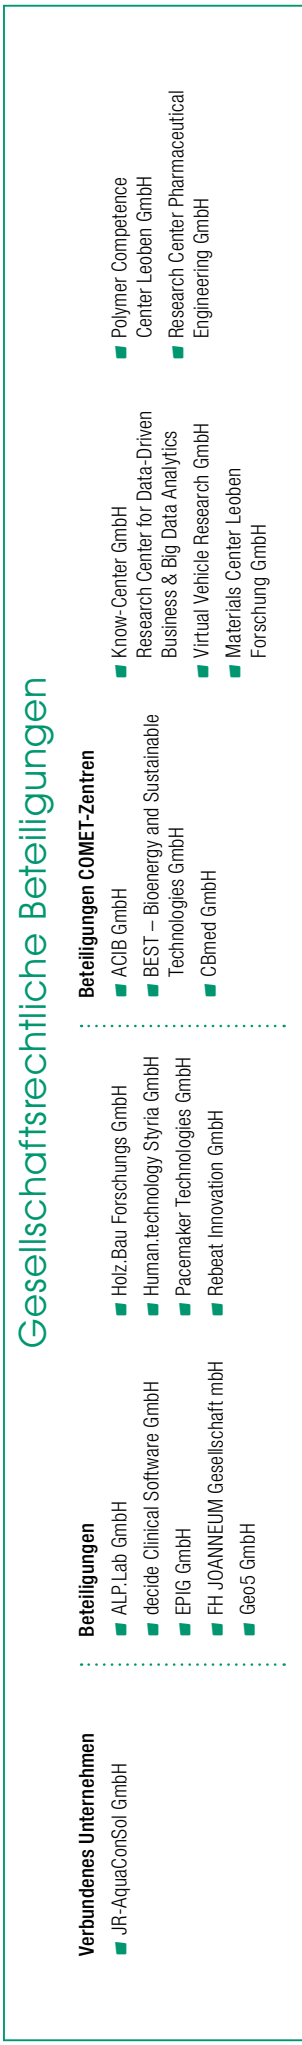 Gesellschaftsrechtliche Beteiligungen
Verbundenes Unternehmen
JR-AquaConSol GmbH
Beteiligungen
ALP.Lab GmbH
decide Clinical Software GmbH
EPIG GmbH
FH JOANNEUM Gesellschaft mbH
Geo5 GmbH
Holz.Bau Forschungs GmbH
Human.technology Styria GmbH
Pacemaker Technologies GmbH
Rebeat Innovation GmbH
Beteiligungen COMET-Zentren
ACIB GmbH
BEST – Bioenergy and Sustainable
Technologies GmbH
CBmed GmbH
Know-Center GmbH
Research Center for Data-Driven
Business & Big Data Analytics
Virtual Vehicle Research GmbH
Materials Center Leoben
Forschung GmbH
Polymer Competence
Center Leoben GmbH
Research Center Pharmaceutical
Engineering GmbH